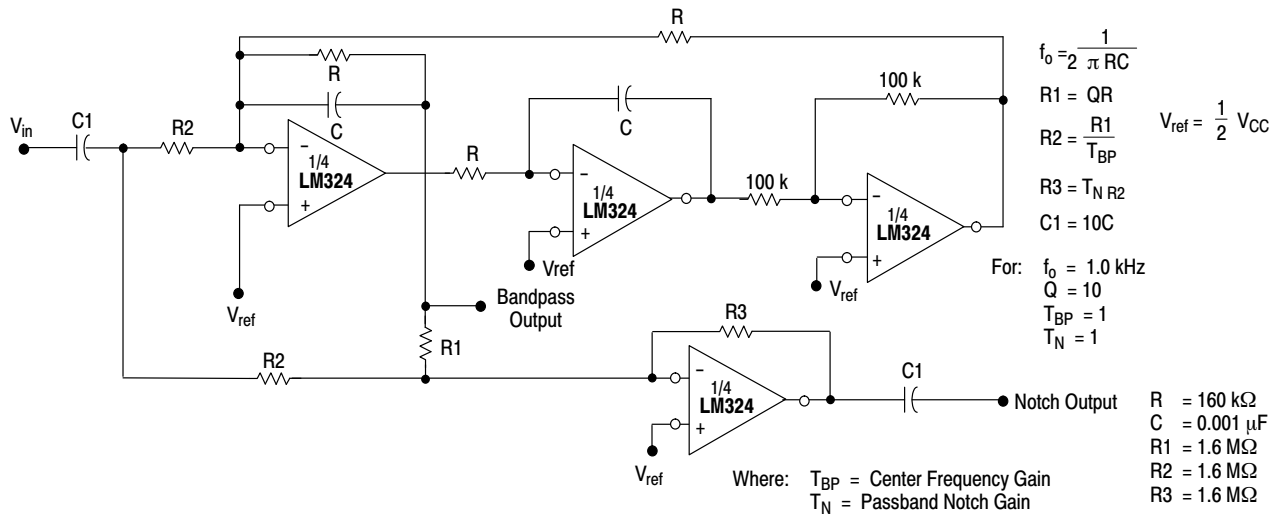 R
R
C
C1
V_in
R2
1/4
LM324
V_ref
R
C
1/4
LM324
Vref
100 k
100 k
1/4
LM324
V_ref
Bandpass
Output
R1
R2
R3
1/4
LM324
V_ref
C1
Notch Output
f_o = 1 / 2 π RC
R1 = QR
R2 = R1 / T_BP
R3 = T_N R2
C1 = 10C
V_ref = 1/2 V_CC
For: f_o = 1.0 kHz
Q = 10
T_BP = 1
T_N = 1
R = 160 kΩ
C = 0.001 μF
R1 = 1.6 MΩ
R2 = 1.6 MΩ
R3 = 1.6 MΩ
Where: T_BP = Center Frequency Gain
T_N = Passband Notch Gain